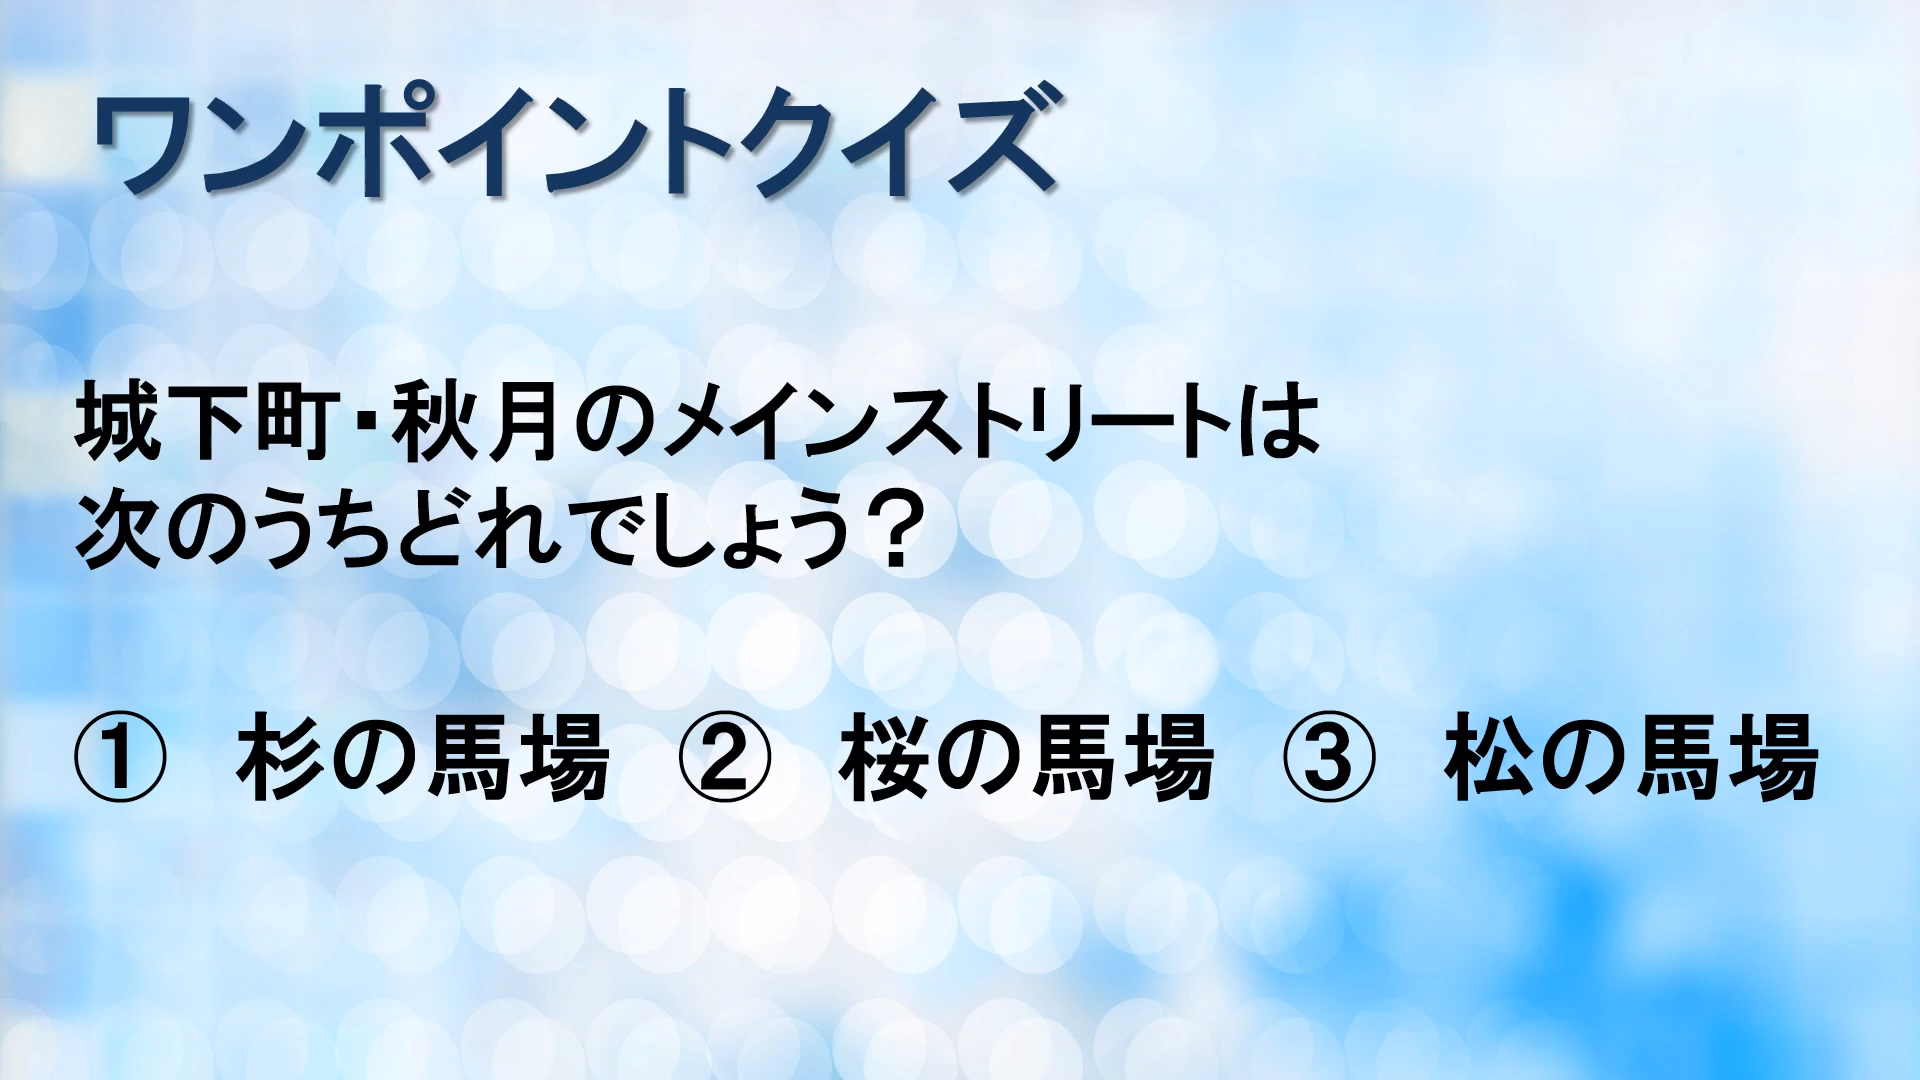 ワンポイントクイズ
城下町・秋月のメインストリートは
次のうちどれでしょう？
①　杉の馬場　②　桜の馬場　③　松の馬場